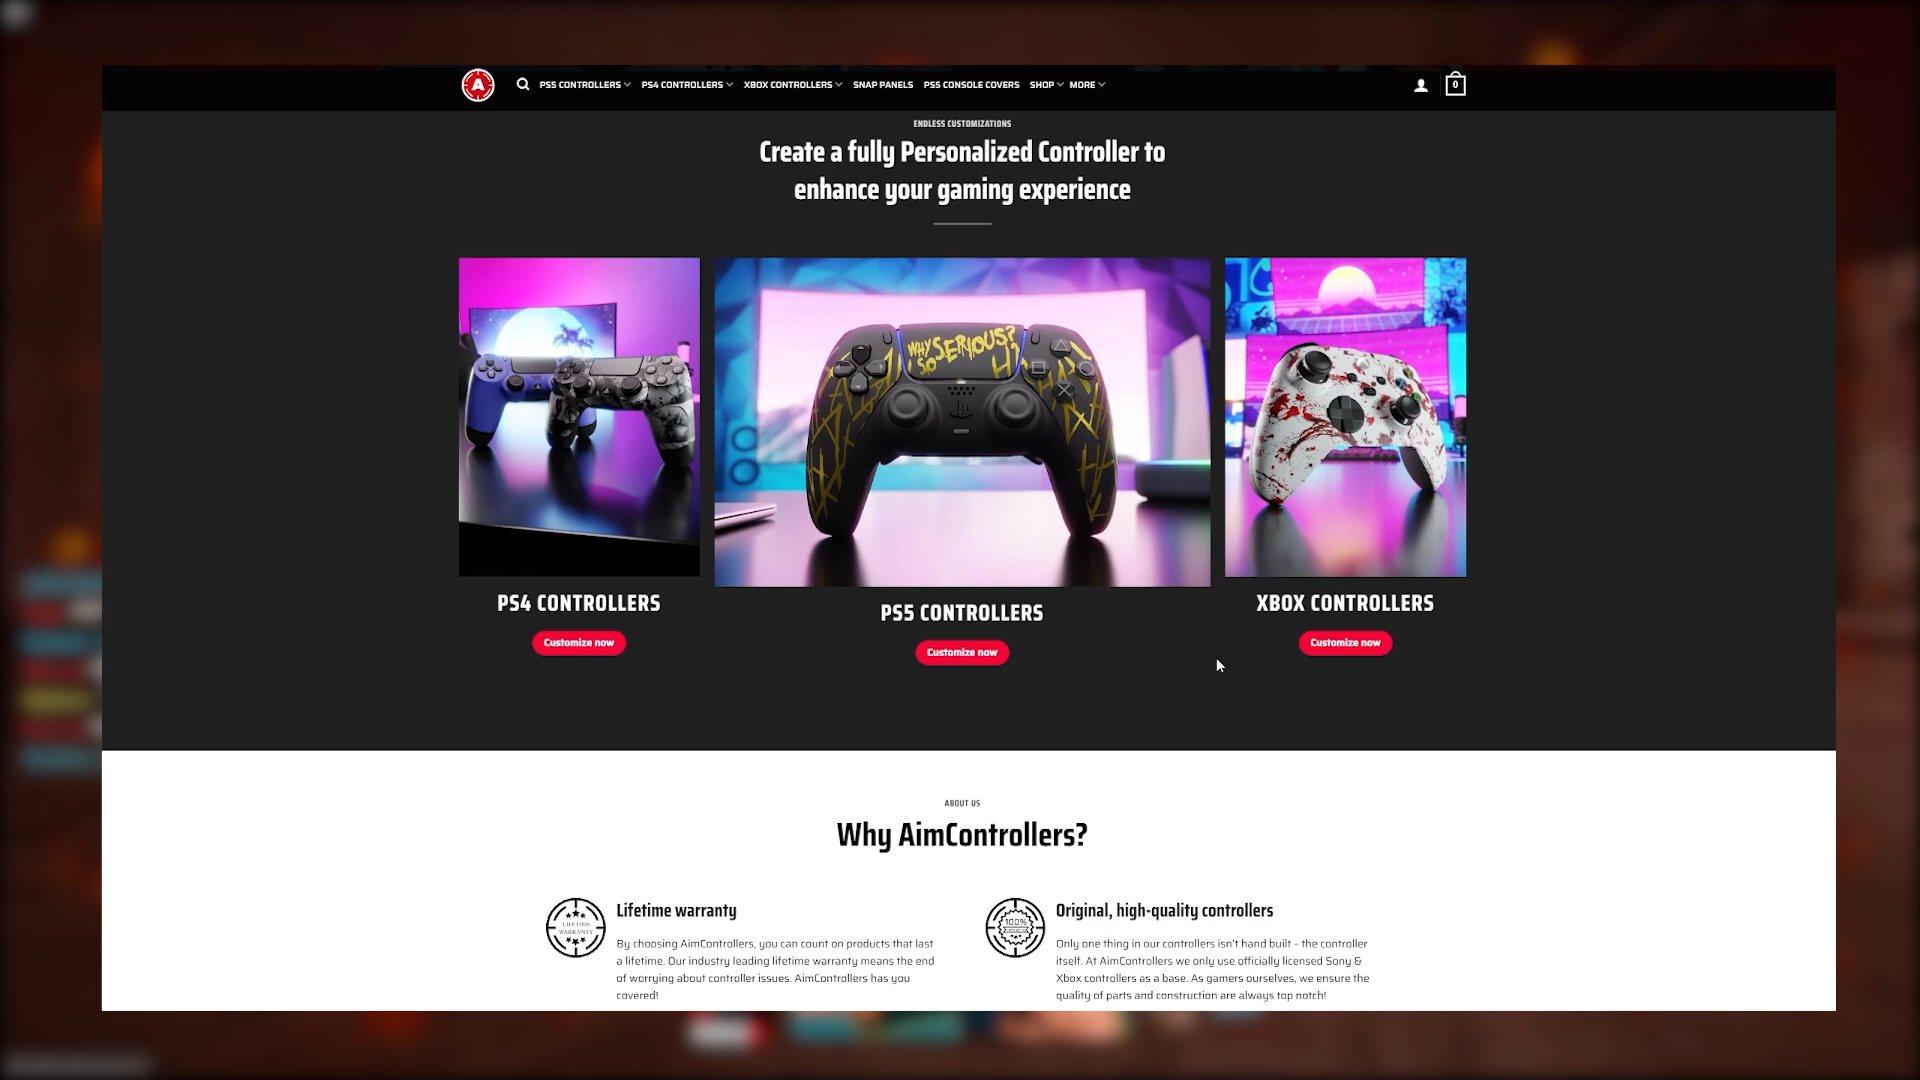 A
PS5 CONTROLLERS
PS4 CONTROLLERS
XBOX CONTROLLERS
SNAP PANELS
PS5 CONSOLE COVERS
SHOP
MORE
0
ENDLESS CUSTOMIZATIONS
Create a fully Personalized Controller to
enhance your gaming experience
WHY SO SERIOUS?
PS4 CONTROLLERS
Customize now
PS5 CONTROLLERS
Customize now
XBOX CONTROLLERS
Customize now
ABOUT US
Why AimControllers?
LIFETIME
WARRANTY
Lifetime warranty
By choosing AimControllers, you can count on products that last
a lifetime. Our industry leading lifetime warranty means the end
of worrying about controller issues. AimControllers has you
covered!
100%
Original, high-quality controllers
Only one thing in our controllers isn't hand built – the controller
itself. At AimControllers we only use officially licensed Sony &
Xbox controllers as a base. As gamers ourselves, we ensure the
quality of parts and construction are always top notch!